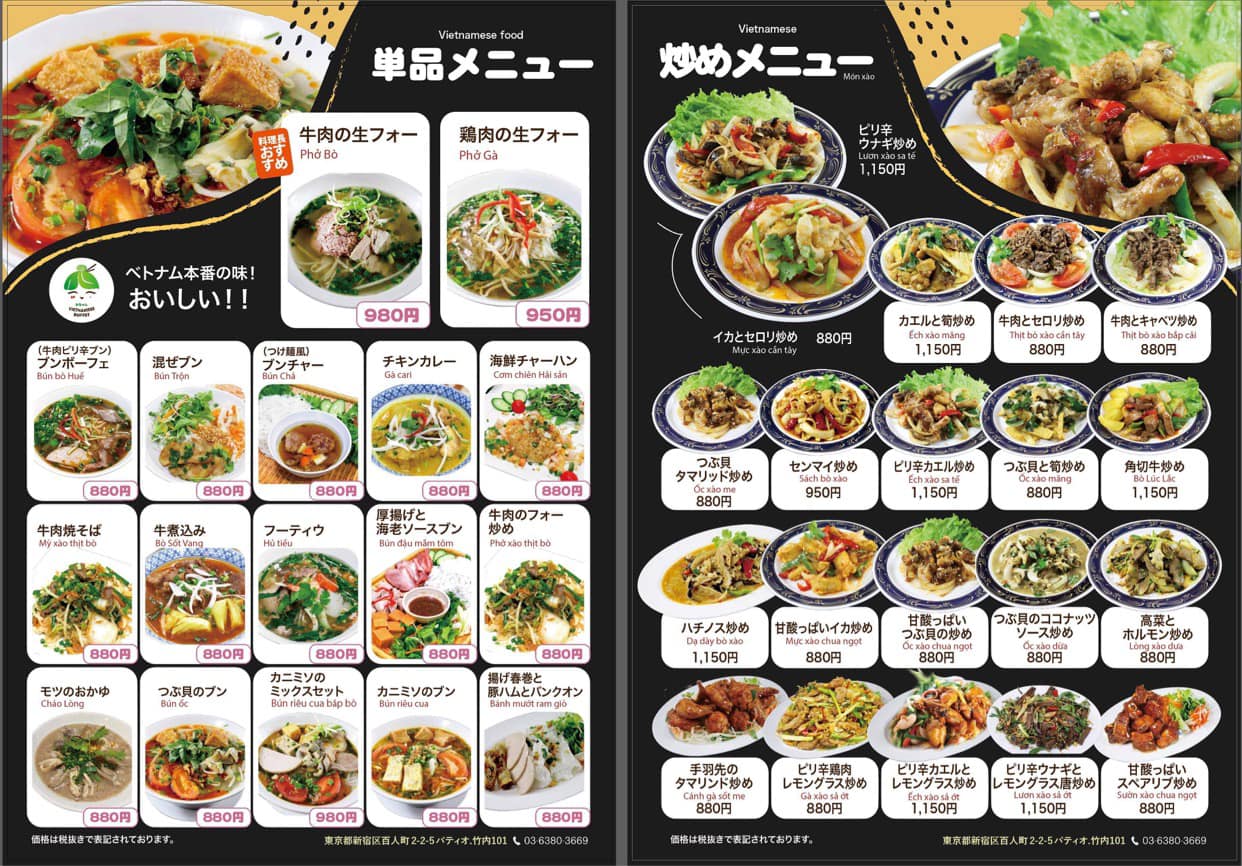 Vietnamese food
単品メニュー
料理長
おすすめ
牛肉の生フォー
Phở Bò
980円
鶏肉の生フォー
Phở Gà
950円
VIETNAMESE
ベトナム本番の味！
おいしい！！
(牛肉ピリ辛ブン)
ブンボーフェ
Bún bò Huế
880円
混ぜブン
Bún Trộn
880円
(つけ麺風)
ブンチャー
Bún Chả
880円
チキンカレー
Gà cari
880円
海鮮チャーハン
Cơm chiên Hải sản
880円
牛肉焼そば
Mỳ xào thịt bò
880円
牛煮込み
Bò Sốt Vang
880円
フーティウ
Hủ tiếu
880円
厚揚げと
海老ソースブン
Bún đậu mắm tôm
880円
牛肉のフォー
炒め
Phở xào thịt bò
880円
モツのおかゆ
Cháo Lòng
880円
つぶ貝のブン
Bún ốc
880円
カニミソの
ミックスセット
Bún riêu cua bắp bò
980円
カニミソのブン
Bún riêu cua
880円
揚げ春巻と
豚ハムとバンクオン
Bánh mướt ram giò
880円
価格は税抜きで表記されております。
東京都新宿区百人町2-2-5パティオ.竹内101
03-6380-3669
Vietnamese
炒めメニュー
Món xào
ピリ辛
ウナギ炒め
Lươn xào sa tế
1,150円
イカとセロリ炒め
Mực xào cần tây
880円
カエルと筍炒め
Ếch xào măng
1,150円
牛肉とセロリ炒め
Thịt bò xào cần tây
880円
牛肉とキャベツ炒め
Thịt bò xào bắp cải
880円
つぶ貝
タマリッド炒め
Ốc xào me
880円
センマイ炒め
Sách bò xào
950円
ピリ辛カエル炒め
Ếch xào sa tế
1,150円
つぶ貝と筍炒め
Ốc xào măng
880円
角切牛炒め
Bò Lúc Lắc
1,150円
ハチノス炒め
Dạ dày bò xào
1,150円
甘酸っぱいイカ炒め
Mực xào chua ngọt
880円
甘酸っぱい
つぶ貝の炒め
Ốc xào chua ngọt
880円
つぶ貝のココナッツ
ソース炒め
Ốc xào dừa
880円
高菜と
ホルモン炒め
Lòng xào dưa
880円
手羽先の
タマリンド炒め
Cánh gà sốt me
880円
ピリ辛鶏肉
レモングラス炒め
Gà xào sả ớt
880円
ピリ辛カエルと
レモングラス炒め
Ếch xào sả ớt
1,150円
ピリ辛ウナギと
レモングラス唐炒め
Lươn xào sả ớt
1,150円
甘酸っぱい
スペアリブ炒め
Sườn xào chua ngọt
880円
価格は税抜きで表記されております。
東京都新宿区百人町2-2-5パティオ.竹内101
03-6380-3669